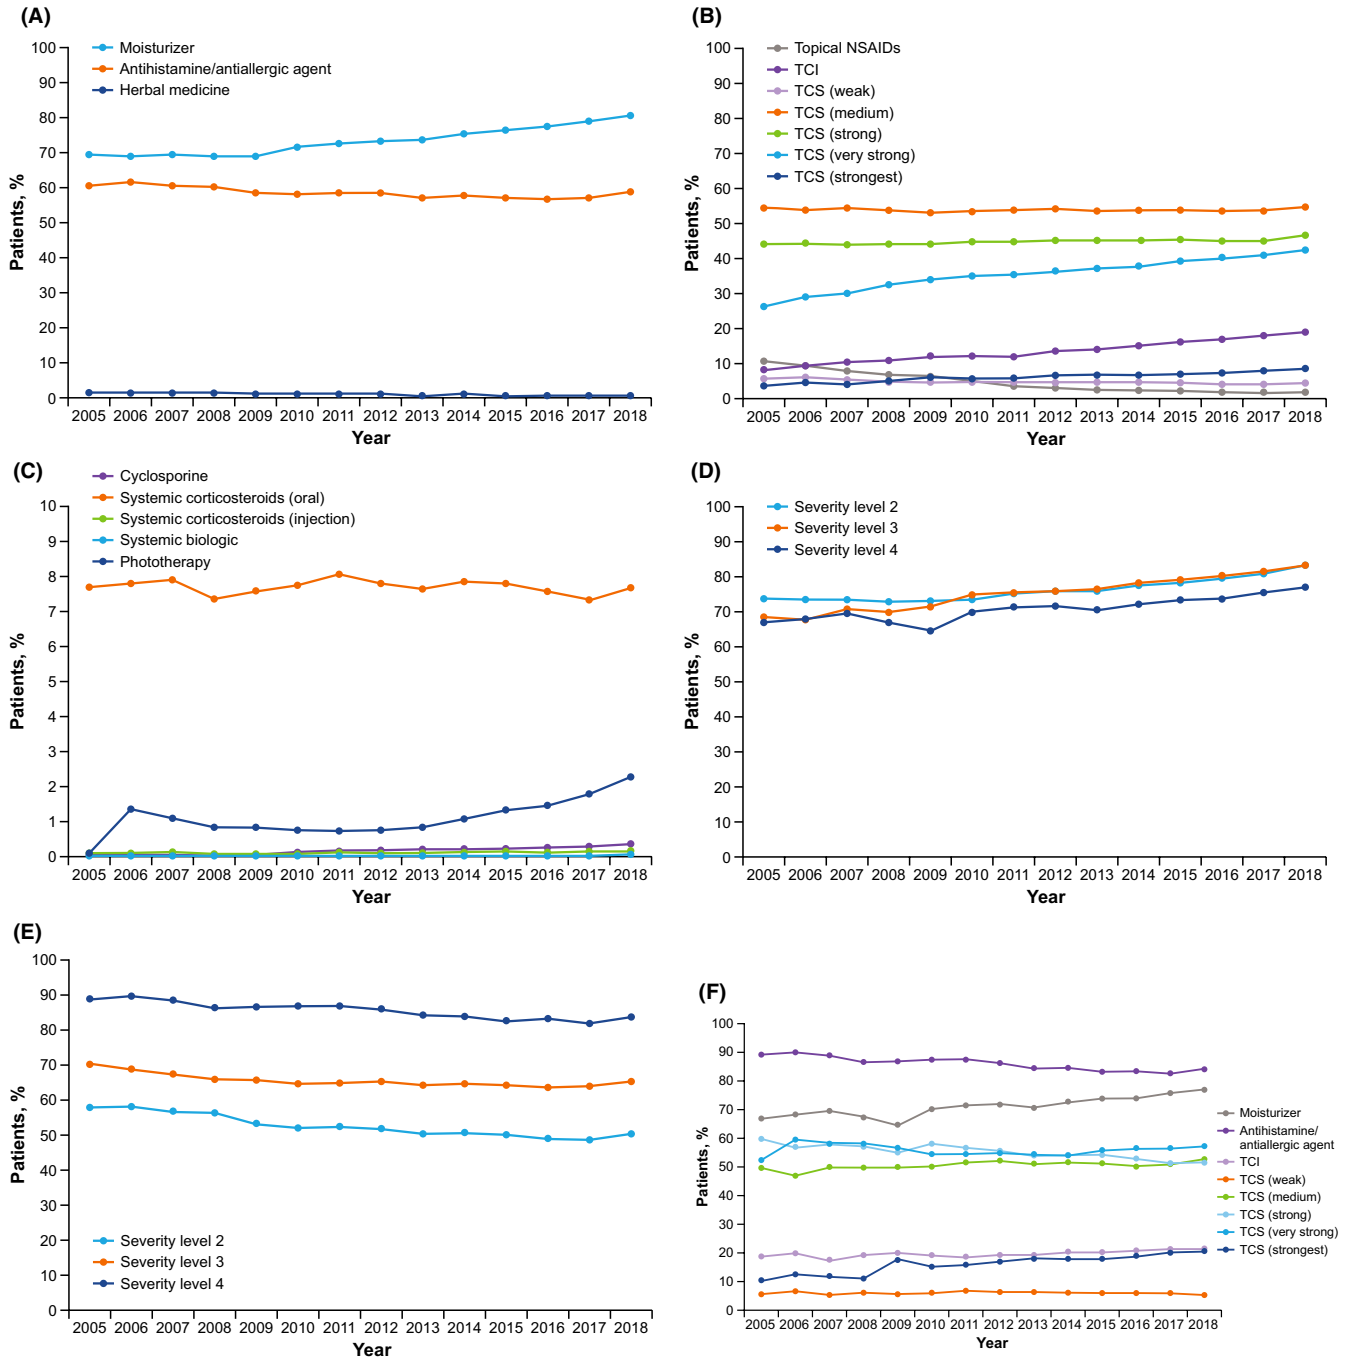 (A)
Moisturizer
Antihistamine/antiallergic agent
Herbal medicine
100
90
80
70
60
50
40
30
20
10
0
Patients, %
2005 2006 2007 2008 2009 2010 2011 2012 2013 2014 2015 2016 2017 2018
Year
(B)
Topical NSAIDs
TCI
TCS (weak)
TCS (medium)
TCS (strong)
TCS (very strong)
TCS (strongest)
100
90
80
70
60
50
40
30
20
10
0
Patients, %
2005 2006 2007 2008 2009 2010 2011 2012 2013 2014 2015 2016 2017 2018
Year
(C)
Cyclosporine
Systemic corticosteroids (oral)
Systemic corticosteroids (injection)
Systemic biologic
Phototherapy
10
9
8
7
6
5
4
3
2
1
0
Patients, %
2005 2006 2007 2008 2009 2010 2011 2012 2013 2014 2015 2016 2017 2018
Year
(D)
Severity level 2
Severity level 3
Severity level 4
100
90
80
70
60
50
40
30
20
10
0
Patients, %
2005 2006 2007 2008 2009 2010 2011 2012 2013 2014 2015 2016 2017 2018
Year
(E)
100
90
80
70
60
50
40
30
20
10
0
Patients, %
Severity level 2
Severity level 3
Severity level 4
2005 2006 2007 2008 2009 2010 2011 2012 2013 2014 2015 2016 2017 2018
Year
(F)
100
90
80
70
60
50
40
30
20
10
0
Patients, %
Moisturizer
Antihistamine/
antiallergic agent
TCI
TCS (weak)
TCS (medium)
TCS (strong)
TCS (very strong)
TCS (strongest)
2005 2006 2007 2008 2009 2010 2011 2012 2013 2014 2015 2016 2017 2018
Year